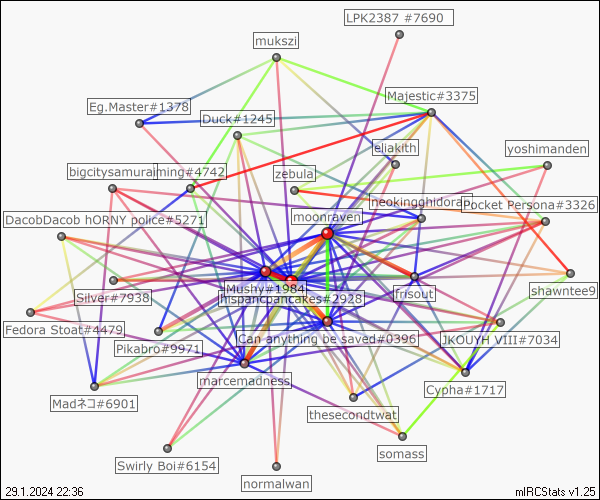 LPK2387 #7690
mukszi
Majestic#3375
Eg.Master#1378
Duck#1245
eliakith
yoshimanden
bigcitysamurai
ming#4742
zebula
neokingghidorah
Pocket Persona#3326
moonraven
DacobDacob hORNY police#5271
Mushy#1984
hispanicpancakes#2928
frisout
shawntee9
Silver#7938
Fedora Stoat#4479
Can anything be saved#0396
JKOUYH VIII#7034
Pikabro#9971
marcemadness
Cypha#1717
Madネコ#6901
thesecondtwat
somass
Swirly Boi#6154
normalwan
29.1.2024 22:36
mIRCStats v1.25